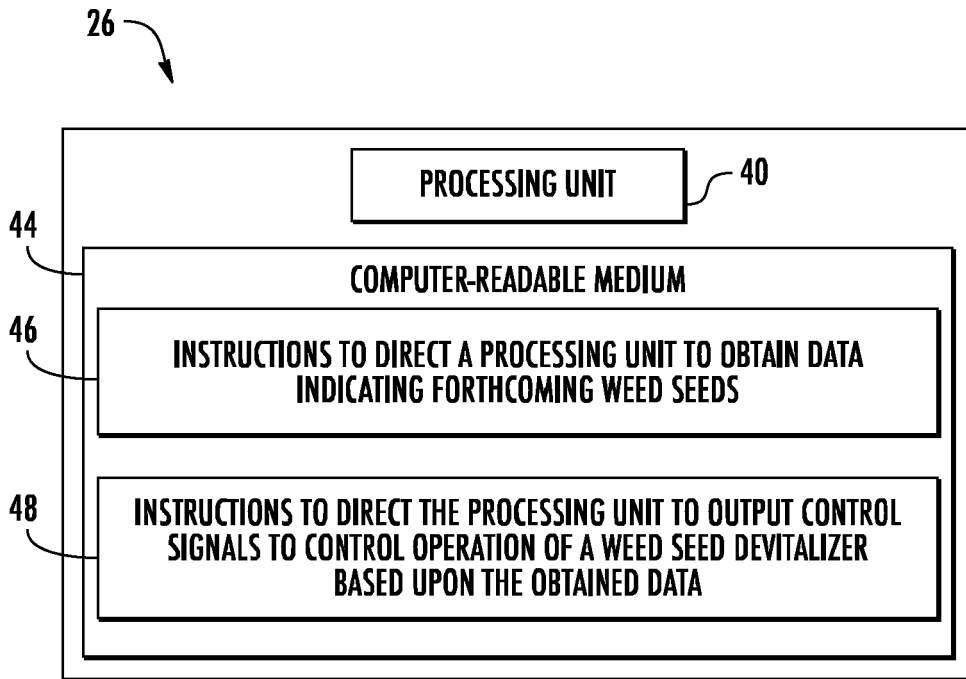 26
PROCESSING UNIT
40
44
COMPUTER-READABLE MEDIUM
46
INSTRUCTIONS TO DIRECT A PROCESSING UNIT TO OBTAIN DATA
INDICATING FORTHCOMING WEED SEEDS
48
INSTRUCTIONS TO DIRECT THE PROCESSING UNIT TO OUTPUT CONTROL
SIGNALS TO CONTROL OPERATION OF A WEED SEED DEVITALIZER
BASED UPON THE OBTAINED DATA